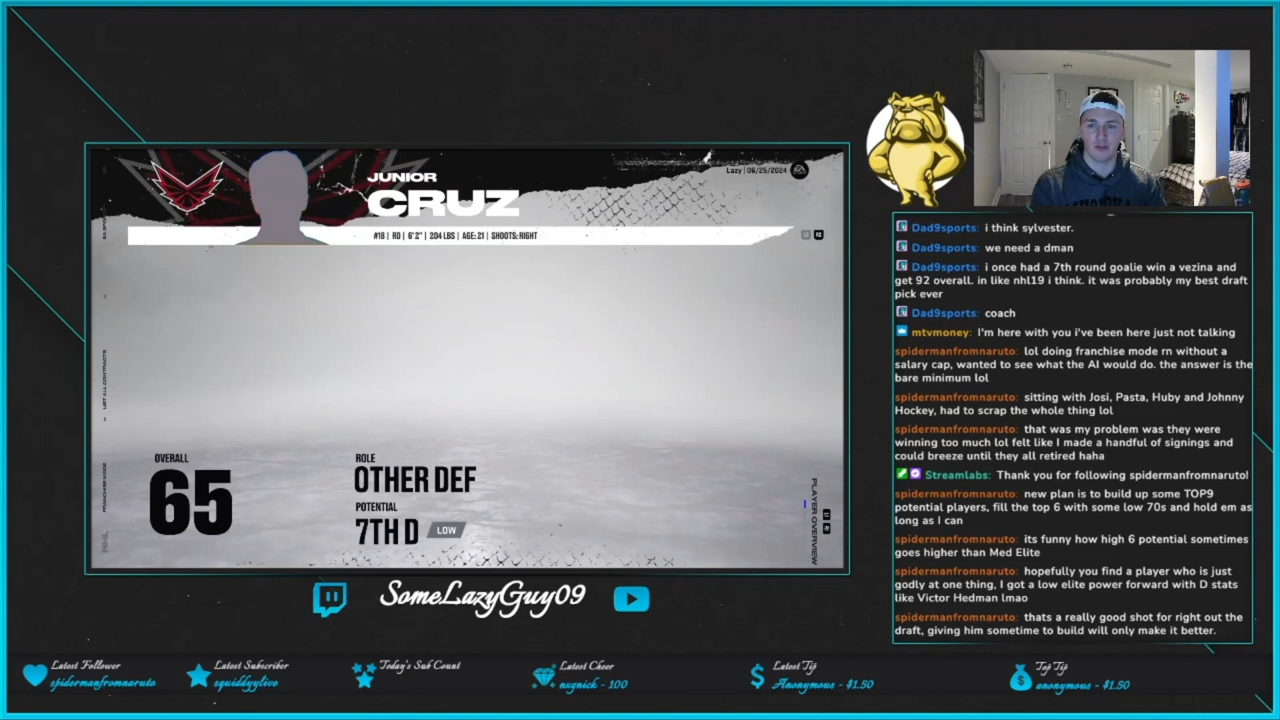 JUNIOR
CRUZ
Lazy | 06/25/2024
#18 | RD | 6'2" | 204 LBS | AGE: 21 | SHOOTS: RIGHT
OVERALL
65
ROLE
OTHER DEF
POTENTIAL
7TH D LOW
PLAYER OVERVIEW
FRANCHISE MODE
NHL
SomeLazyGuy09
Dad9sports: i think sylvester.
Dad9sports: we need a dman
Dad9sports: i once had a 7th round goalie win a vezina and
get 92 overall. in like nhl19 i think. it was probably my best draft
pick ever
Dad9sports: coach
mtvmoney: I'm here with you i've been here just not talking
spidermanfromnaruto: lol doing franchise mode rn without a
salary cap, wanted to see what the AI would do. the answer is the
bare minimum lol
spidermanfromnaruto: sitting with Josi, Pasta, Huby and Johnny
Hockey, had to scrap the whole thing lol
spidermanfromnaruto: that was my problem was they were
winning too much lol felt like I made a handful of signings and
could breeze until they all retired haha
Streamlabs: Thank you for following spidermanfromnaruto!
spidermanfromnaruto: new plan is to build up some TOP9
potential players, fill the top 6 with some low 70s and hold em as
long as I can
spidermanfromnaruto: its funny how high 6 potential sometimes
goes higher than Med Elite
spidermanfromnaruto: hopefully you find a player who is just
godly at one thing, I got a low elite power forward with D stats
like Victor Hedman lmao
spidermanfromnaruto: thats a really good shot for right out the
draft, giving him sometime to build will only make it better.
Latest Follower
spidermanfromnaruto
Latest Subscriber
squiddyylive
Today's Sub Count
Latest Cheer
nxgnick - 100
Latest Tip
Anonymous - $1.50
Top Tip
anonymous - $1.50